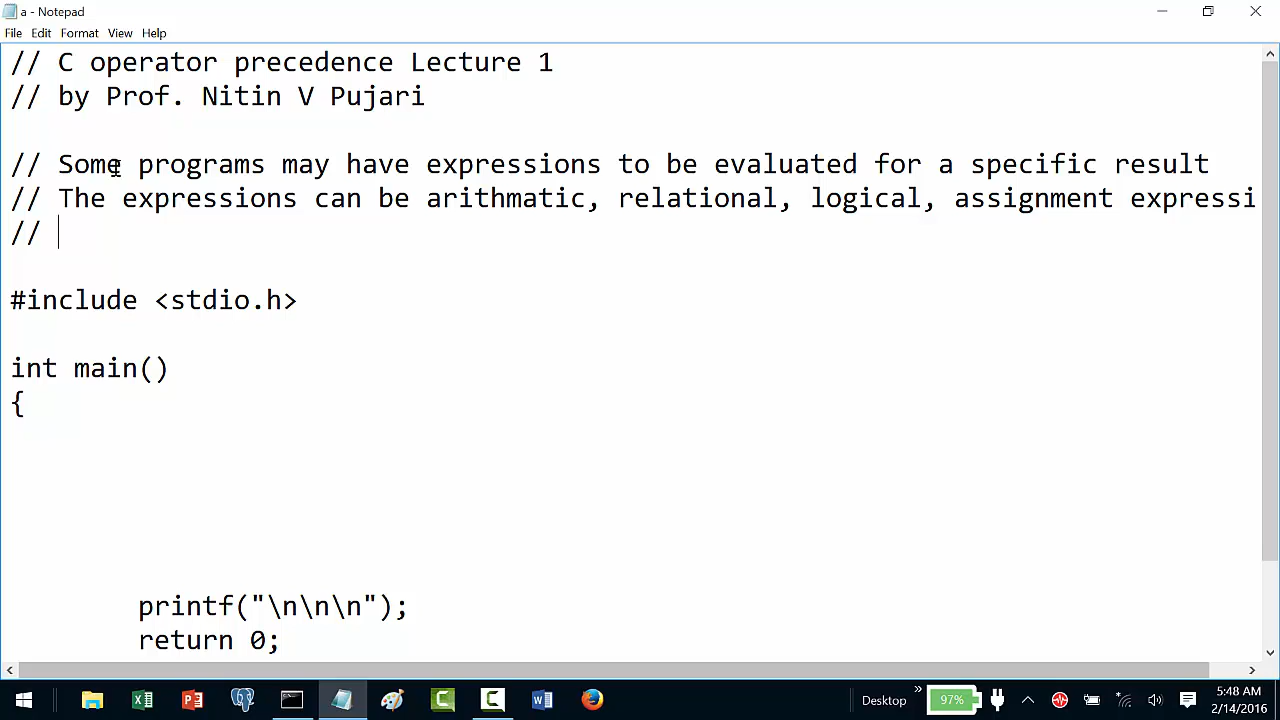 a - Notepad
File Edit Format View Help
// C operator precedence Lecture 1
// by Prof. Nitin V Pujari
// Some programs may have expressions to be evaluated for a specific result
// The expressions can be arithmatic, relational, logical, assignment expressi
//
#include <stdio.h>
int main()
{
printf("\n\n\n");
return 0;
Desktop
97%
5:48 AM
2/14/2016